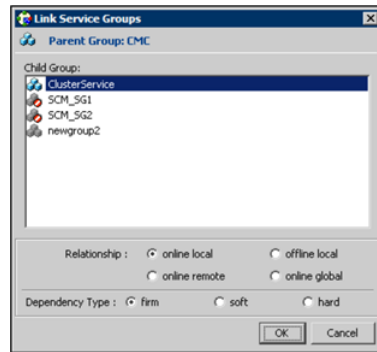 Link Service Groups
Parent Group: CMC
Child Group:
ClusterService
SCM_SG1
SCM_SG2
newgroup2
Relationship : online local offline local
online remote online global
Dependency Type : firm soft hard
OK Cancel